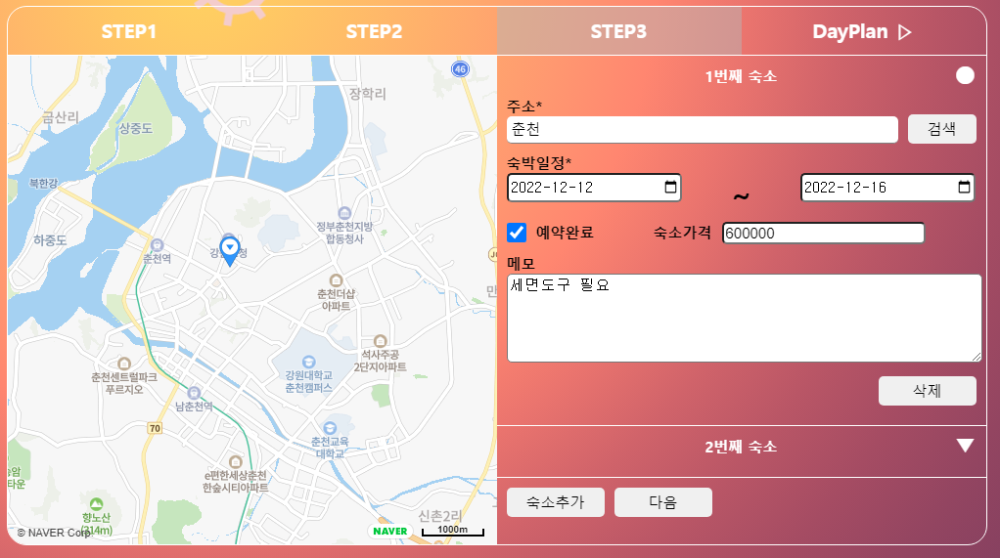 STEP1
STEP2
STEP3
DayPlan
46
장학리
금산리
상중도
북한강
하중도
정부춘천지방
합동청사
춘천역
춘천더샵
아파트
석사주공
2단지아파트
강원대학교
춘천캠퍼스
춘천센트럴파크
푸르지오
남춘천역
70
춘천교육
대학교
e편한세상춘천
한숲시티아파트
향노산
(314m)
신촌2리
© NAVER Corp.
NAVER
1000m
1번째 숙소
주소*
춘천
검색
숙박일정*
2022-12-12
~
2022-12-16
예약완료
숙소가격
600000
메모
세면도구 필요
삭제
2번째 숙소
숙소추가
다음